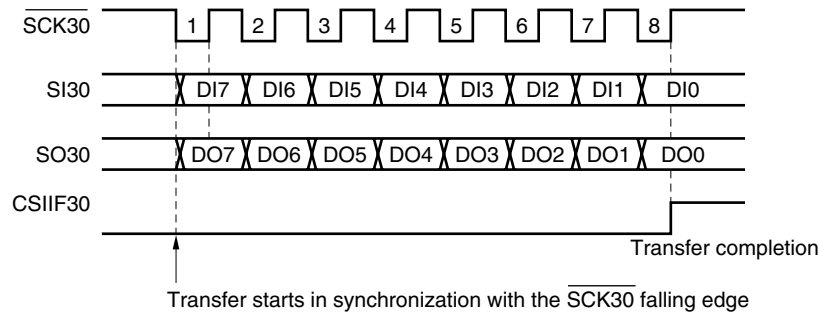 SCK30 1 2 3 4 5 6 7 8
SI30 DI7 DI6 DI5 DI4 DI3 DI2 DI1 DI0
SO30 DO7 DO6 DO5 DO4 DO3 DO2 DO1 DO0
CSIIF30
Transfer completion
Transfer starts in synchronization with the SCK30 falling edge